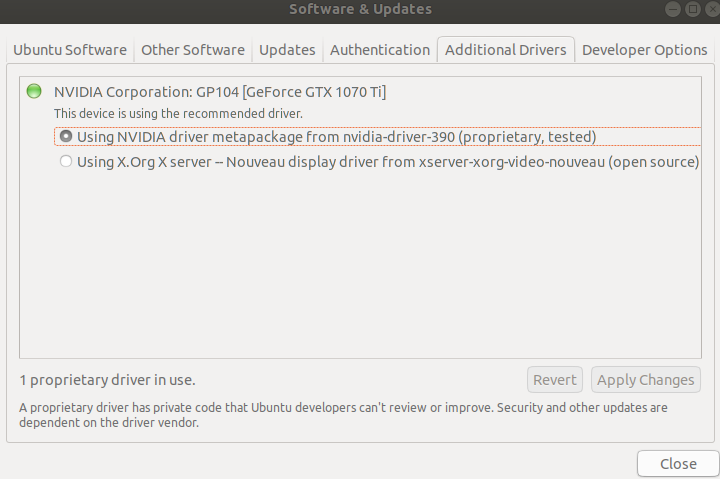 Software & Updates
Ubuntu Software Other Software Updates Authentication Additional Drivers Developer Options
NVIDIA Corporation: GP104 [GeForce GTX 1070 Ti]
This device is using the recommended driver.
Using NVIDIA driver metapackage from nvidia-driver-390 (proprietary, tested)
Using X.Org X server -- Nouveau display driver from xserver-xorg-video-nouveau (open source)
1 proprietary driver in use.
Revert Apply Changes
A proprietary driver has private code that Ubuntu developers can't review or improve. Security and other updates are
dependent on the driver vendor.
Close